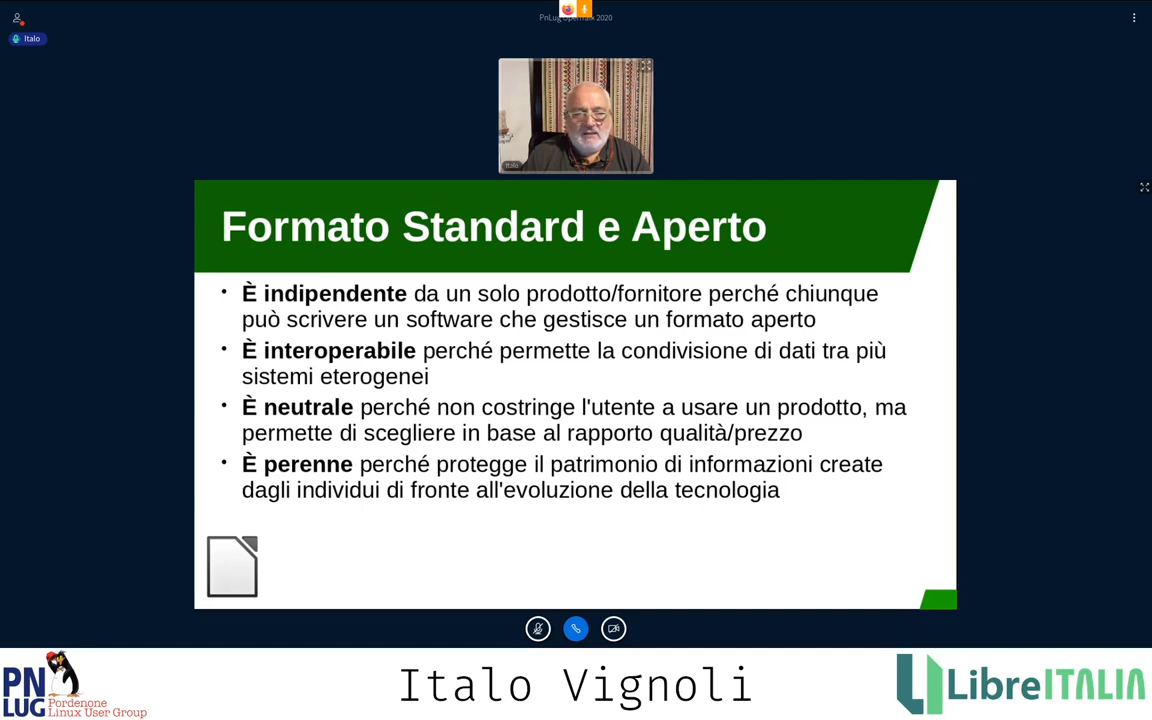 PnLug OpenTalk 2020
Italo
Italo
Formato Standard e Aperto
• È indipendente da un solo prodotto/fornitore perché chiunque
può scrivere un software che gestisce un formato aperto
• È interoperabile perché permette la condivisione di dati tra più
sistemi eterogenei
• È neutrale perché non costringe l'utente a usare un prodotto, ma
permette di scegliere in base al rapporto qualità/prezzo
• È perenne perché protegge il patrimonio di informazioni create
dagli individui di fronte all'evoluzione della tecnologia
PN
LUG
Pordenone
Linux User Group
Italo Vignoli
LibreITALIA